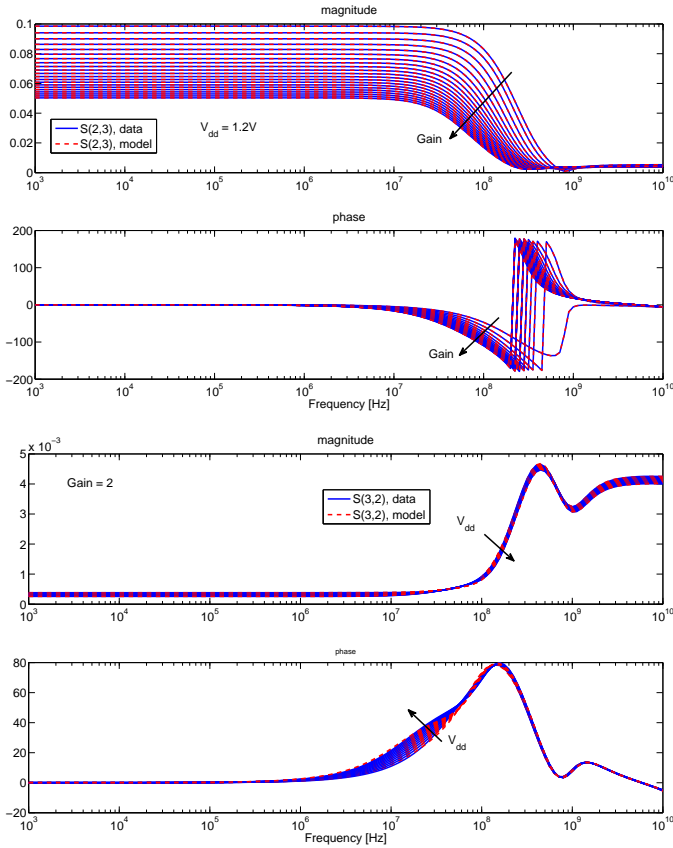 magnitude
0.1
0.08
0.06
0.04
0.02
0
S(2,3), data
S(2,3), model
V_dd = 1.2V
Gain
10^3 10^4 10^5 10^6 10^7 10^8 10^9 10^10
phase
200
100
0
−100
−200
Gain
10^3 10^4 10^5 10^6 10^7 10^8 10^9 10^10
Frequency [Hz]
x 10^−3
magnitude
5
4
3
2
1
0
Gain = 2
S(3,2), data
S(3,2), model
V_dd
10^3 10^4 10^5 10^6 10^7 10^8 10^9 10^10
phase
80
60
40
20
0
−20
V_dd
10^3 10^4 10^5 10^6 10^7 10^8 10^9 10^10
Frequency [Hz]